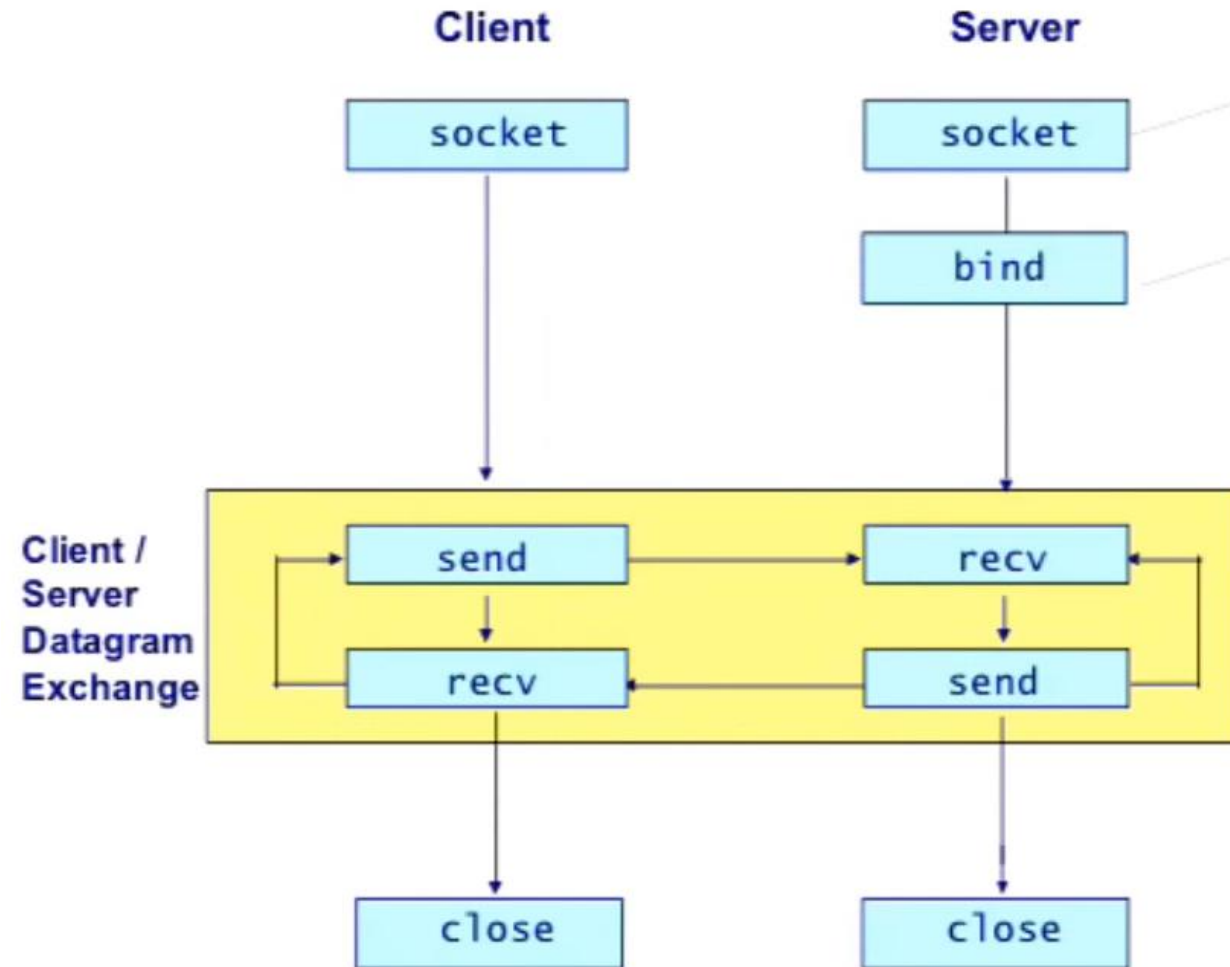 Client
Server
socket
socket
bind
Client /
Server
Datagram
Exchange
send
recv
recv
send
close
close